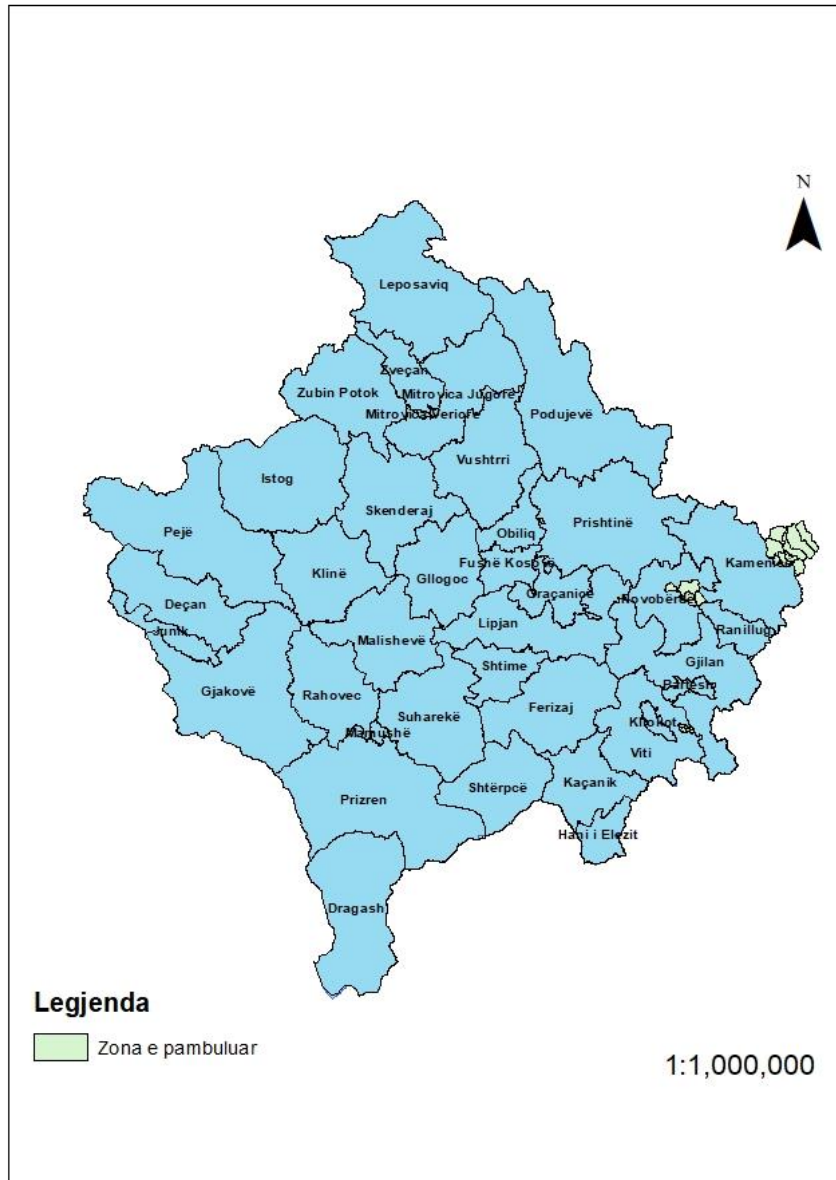 N
Leposaviq
Zveçan
Zubin Potok
Mitrovica Jugore
Mitrovica Veriore
Podujevë
Istog
Vushtrri
Skenderaj
Pejë
Obiliq
Prishtinë
Fushë Kosovë
Kamenicë
Klinë
Gllogoc
Graçanicë
Novobërdë
Deçan
Lipjan
Junik
Ranillug
Malishevë
Shtime
Gjilan
Partesh
Gjakovë
Rahovec
Suharekë
Ferizaj
Kllokot
Mamushë
Viti
Prizren
Shtërpcë
Kaçanik
Hani i Elezit
Dragash
Legjenda
Zona e pambuluar
1:1,000,000